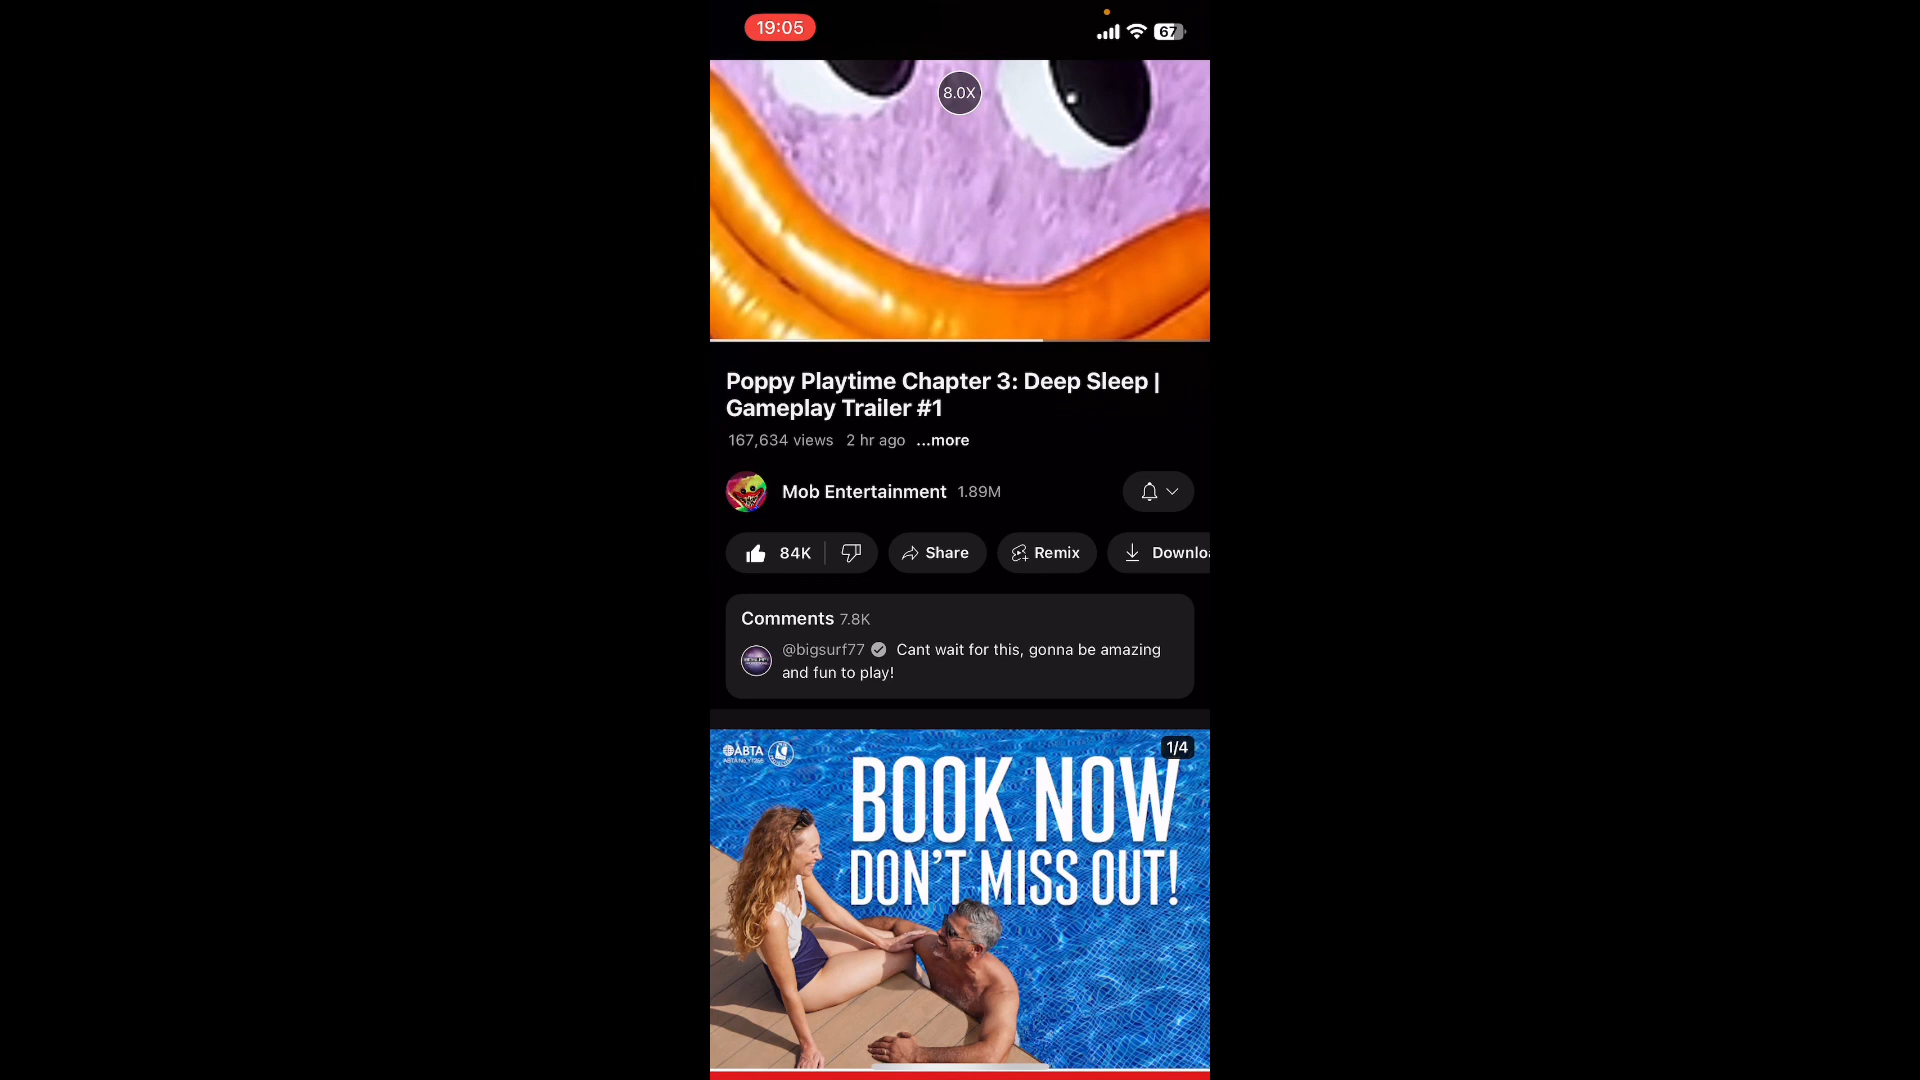 19:05
67
8.0X
Poppy Playtime Chapter 3: Deep Sleep |
Gameplay Trailer #1
167,634 views 2 hr ago ...more
Mob Entertainment 1.89M
84K Share Remix Downlo
Comments 7.8K
@bigsurf77 Cant wait for this, gonna be amazing
and fun to play!
ABTA
1/4
BOOK NOW
DON'T MISS OUT!